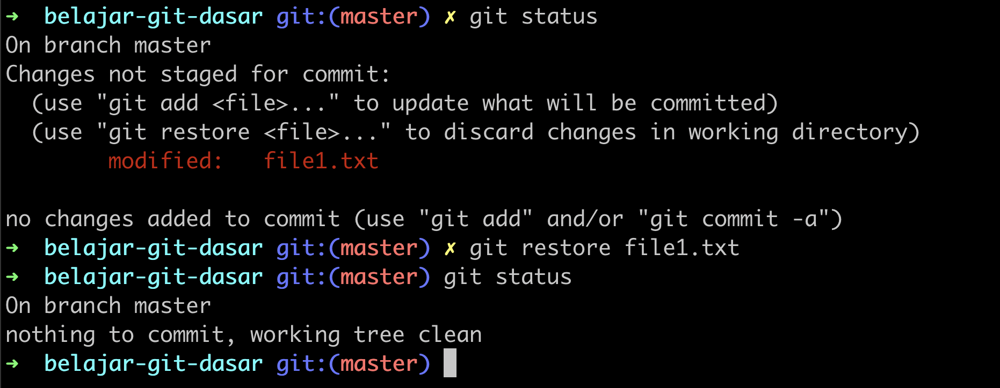 ➜  belajar-git-dasar git:(master) ✗ git status
On branch master
Changes not staged for commit:
  (use "git add <file>..." to update what will be committed)
  (use "git restore <file>..." to discard changes in working directory)
        modified:   file1.txt

no changes added to commit (use "git add" and/or "git commit -a")
➜  belajar-git-dasar git:(master) ✗ git restore file1.txt
➜  belajar-git-dasar git:(master) git status
On branch master
nothing to commit, working tree clean
➜  belajar-git-dasar git:(master)